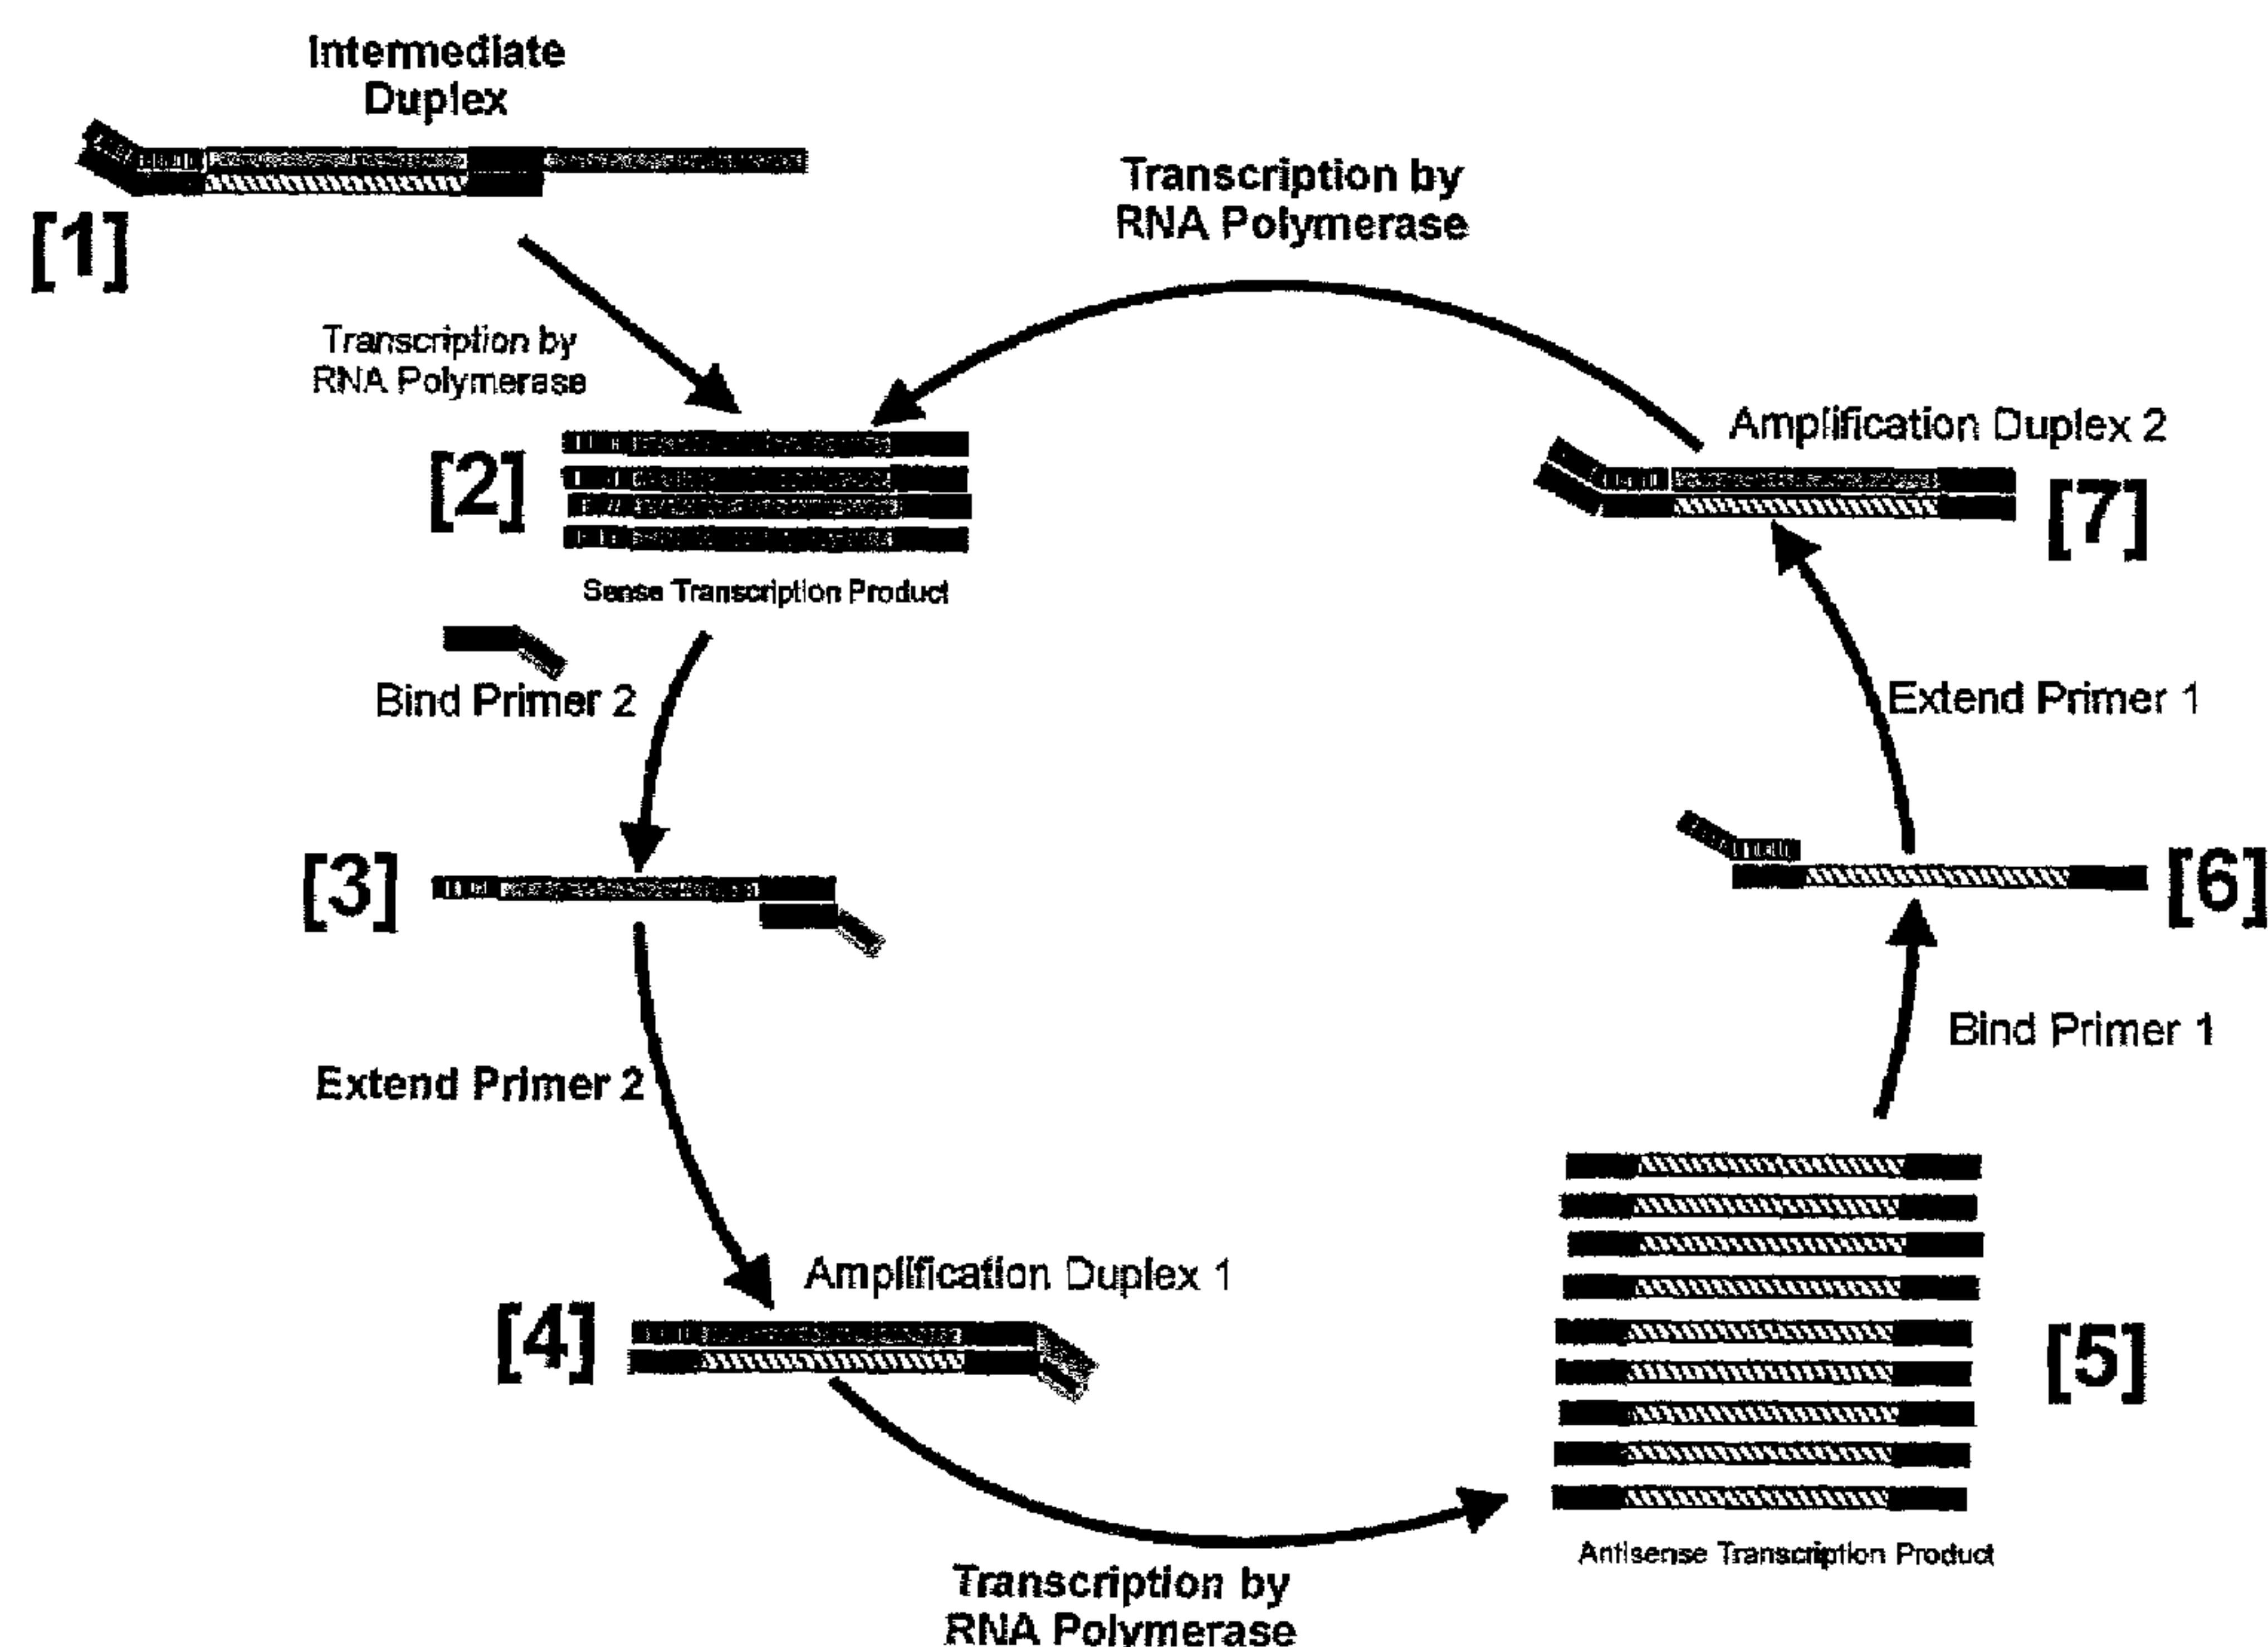 Intermediate
Duplex
[1]
Transcription by
RNA Polymerase
Transcription by
RNA Polymerase
[2]
Sense Transcription Product
Amplification Duplex 2
[7]
Bind Primer 2
Extend Primer 1
[3]
[6]
Extend Primer 2
Bind Primer 1
Amplification Duplex 1
[4]
[5]
Antisense Transcription Product
Transcription by
RNA Polymerase